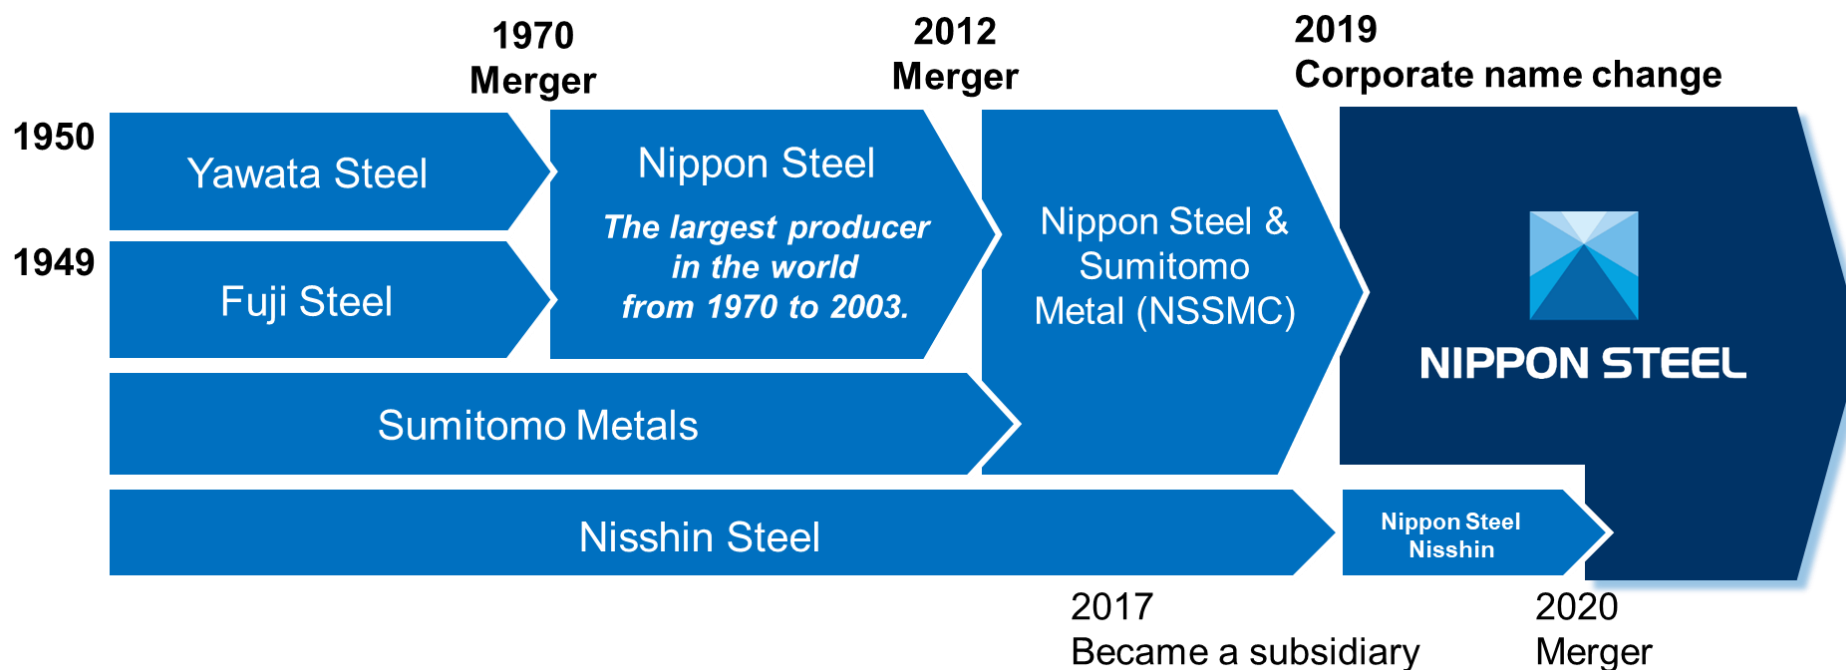 1970
Merger
2012
Merger
2019
Corporate name change
1950
Yawata Steel
1949
Fuji Steel
Nippon Steel
The largest producer
in the world
from 1970 to 2003.
Nippon Steel &
Sumitomo
Metal (NSSMC)
NIPPON STEEL
Sumitomo Metals
Nisshin Steel
Nippon Steel
Nisshin
2017
Became a subsidiary
2020
Merger